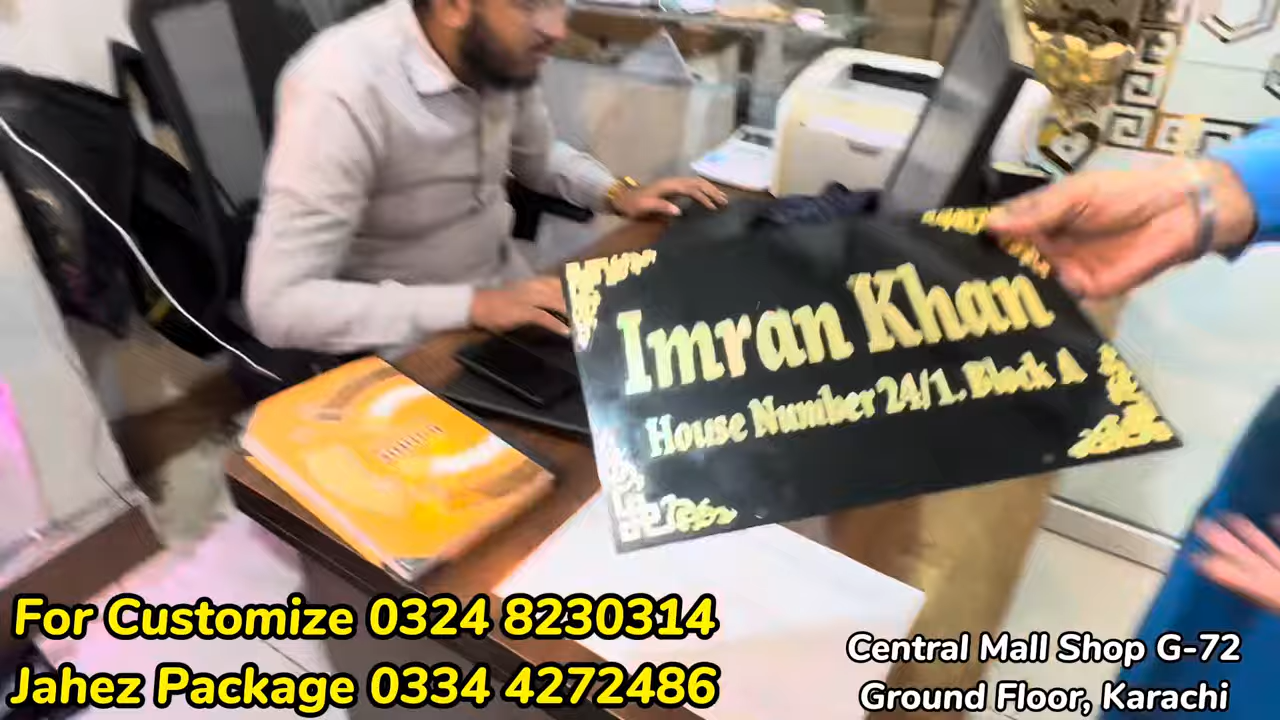 Imran Khan
House Number 24/1. Block A
For Customize 0324 8230314
Jahez Package 0334 4272486
Central Mall Shop G-72
Ground Floor, Karachi